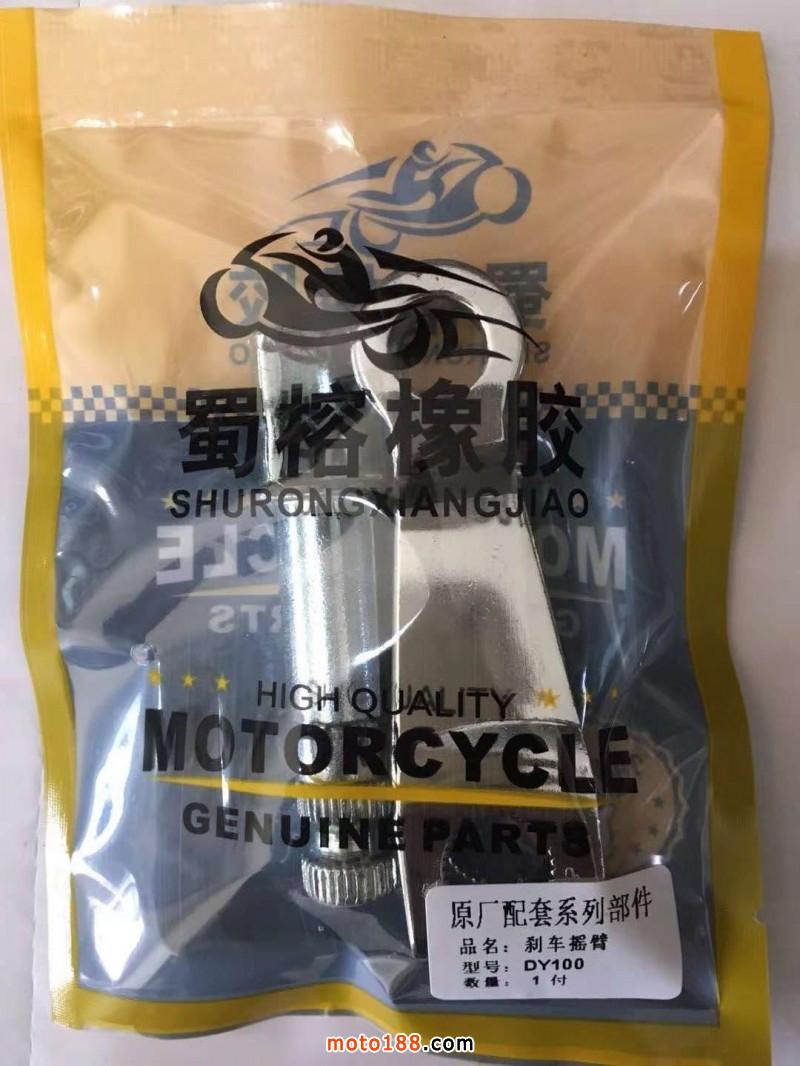 蜀榕橡胶
SHURONGXIANGJIAO
HIGH QUALITY
MOTORCYCLE
GENUINE PARTS
原厂配套系列部件
品名：刹车摇臂
型号：DY100
数量：1 付
moto188.com